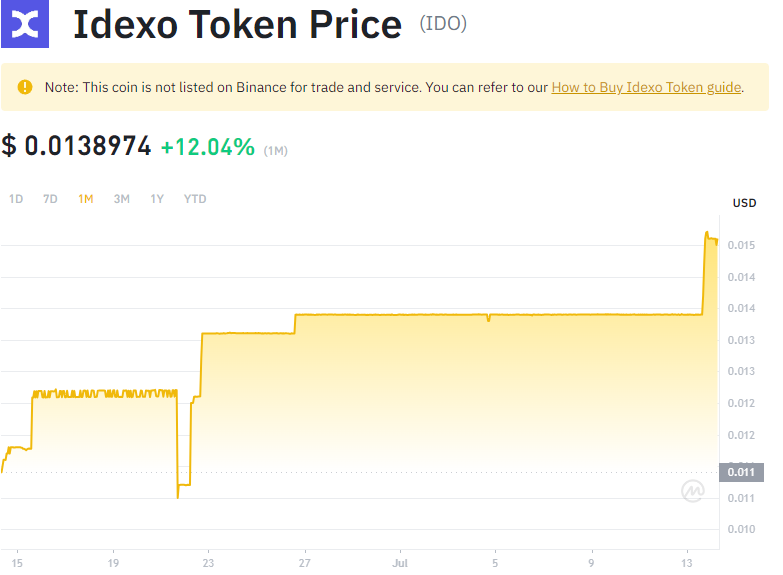 Idexo Token Price (IDO)
Note: This coin is not listed on Binance for trade and service. You can refer to our How to Buy Idexo Token guide.
$ 0.0138974 +12.04% (1M)
1D 7D 1M 3M 1Y YTD
USD
0.015
0.014
0.014
0.013
0.013
0.012
0.012
0.011
0.011
0.010
15 19 23 27 Jul 5 9 13